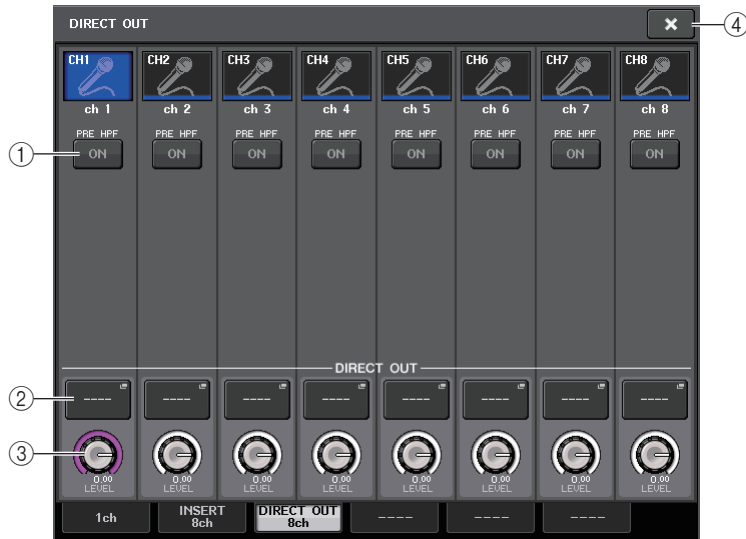 DIRECT OUT
④
CH1 CH2 CH3 CH4 CH5 CH6 CH7 CH8
ch 1 ch 2 ch 3 ch 4 ch 5 ch 6 ch 7 ch 8
PRE HPF PRE HPF PRE HPF PRE HPF PRE HPF PRE HPF PRE HPF PRE HPF
① ON ON ON ON ON ON ON ON
DIRECT OUT
② ---- ---- ---- ---- ---- ---- ---- ----
③
0.00 0.00 0.00 0.00 0.00 0.00 0.00 0.00
LEVEL LEVEL LEVEL LEVEL LEVEL LEVEL LEVEL LEVEL
1ch INSERT 8ch DIRECT OUT 8ch ---- ---- ----